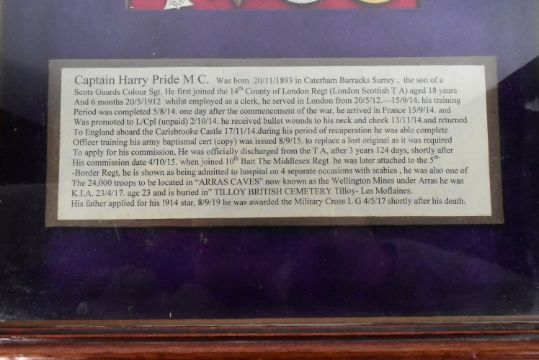 Captain Harry Pride M C. Was born 20/11/1893 in Caterham Barracks Surrey , the son of a
Scots Guards Colour Sgt. He first joined the 14th County of London Regt (London Scottish T A) aged 18 years
And 6 months 20/5/1912 whilst employed as a clerk, he served in London from 20/5/12.—15/9/14. his training
Period was completed 5/8/14. one day after the commencement of the war, he arrived in France 15/9/14. and
Was promoted to L/Cpl (unpaid) 2/10/14. he received bullet wounds to his neck and cheek 13/11/14.and returned
To England aboard the Carisbrooke Castle 17/11/14.during his period of recuperation he was able complete
Officer training his army baptismal cert (copy) was issued 8/9/15. to replace a lost original as it was required
To apply for his commission, He was officially discharged from the T A, after 3 years 124 days, shortly after
His commission date 4/10/15. when joined 10th Batt The Middlesex Regt he was later attached to the 5th-
-Border Regt, he is shown as being admitted to hospital on 4 separate occasions with scabies , he was also one of
The 24,000 troops to be located in “ARRAS CAVES” now known as the Wellington Mines under Arras he was
K.I.A. 23/4/17. age 23 and is buried in” TILLOY BRITISH CEMETERY Tilloy- Les Moflaines.
His father applied for his !914 star, 8/9/19 he was awarded the Military Cross L G 4/5/17 shortly after his death.